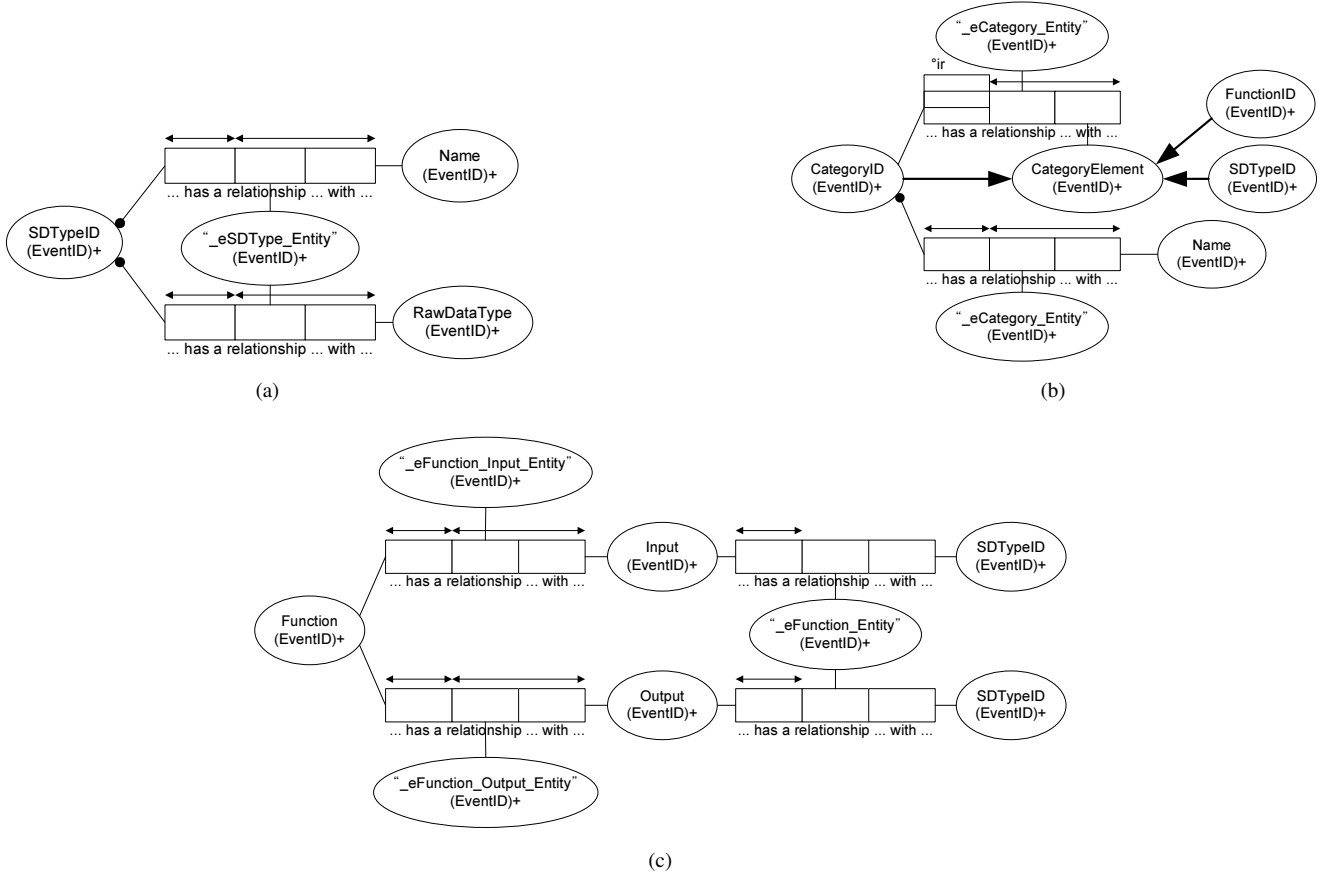 Name
(EventID)+
... has a relationship ... with ...
SDTypeID
(EventID)+
“_eSDType_Entity”
(EventID)+
RawDataType
(EventID)+
... has a relationship ... with ...
(a)
“_eCategory_Entity”
(EventID)+
°ir
FunctionID
(EventID)+
... has a relationship ... with ...
CategoryID
(EventID)+
CategoryElement
(EventID)+
SDTypeID
(EventID)+
Name
(EventID)+
... has a relationship ... with ...
“_eCategory_Entity”
(EventID)+
(b)
“_eFunction_Input_Entity”
(EventID)+
Input
(EventID)+
SDTypeID
(EventID)+
... has a relationship ... with ...
... has a relationship ... with ...
Function
(EventID)+
“_eFunction_Entity”
(EventID)+
Output
(EventID)+
SDTypeID
(EventID)+
... has a relationship ... with ...
... has a relationship ... with ...
“_eFunction_Output_Entity”
(EventID)+
(c)